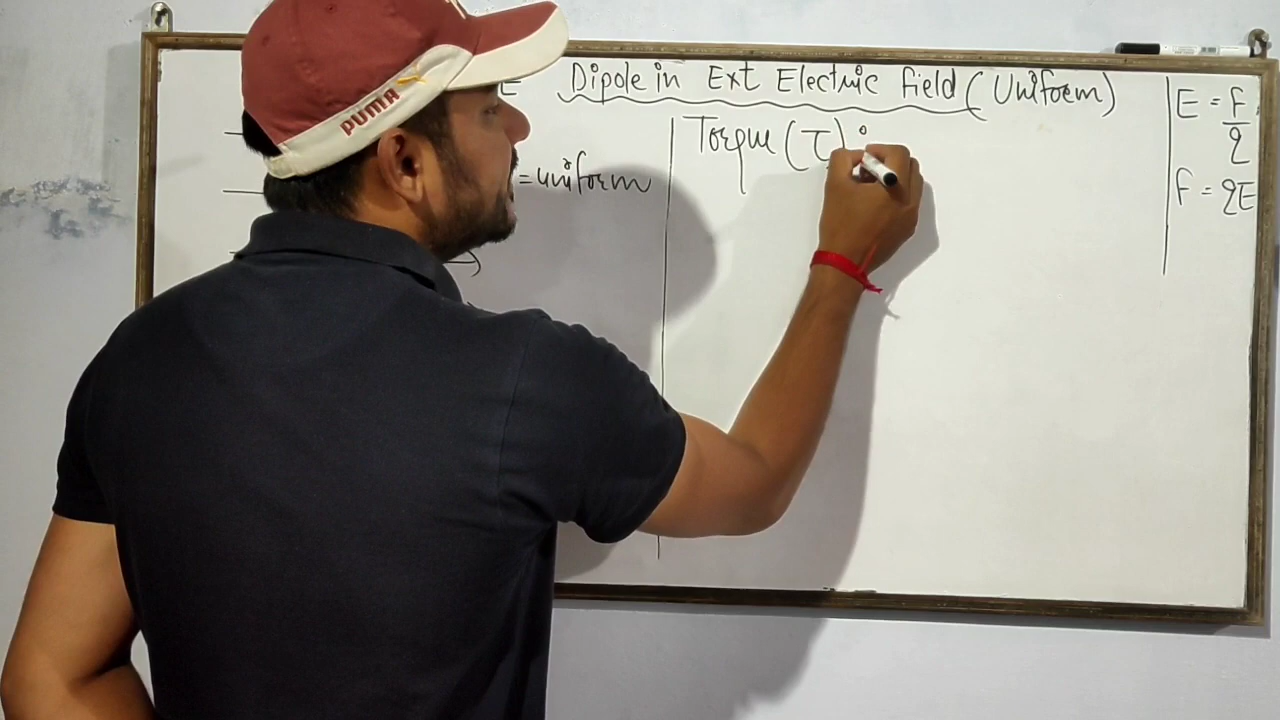 E Dipole in Ext Electric field (Uniform)
= uniform
Torque (τ) :
E = F
q
F = qE
PUMA